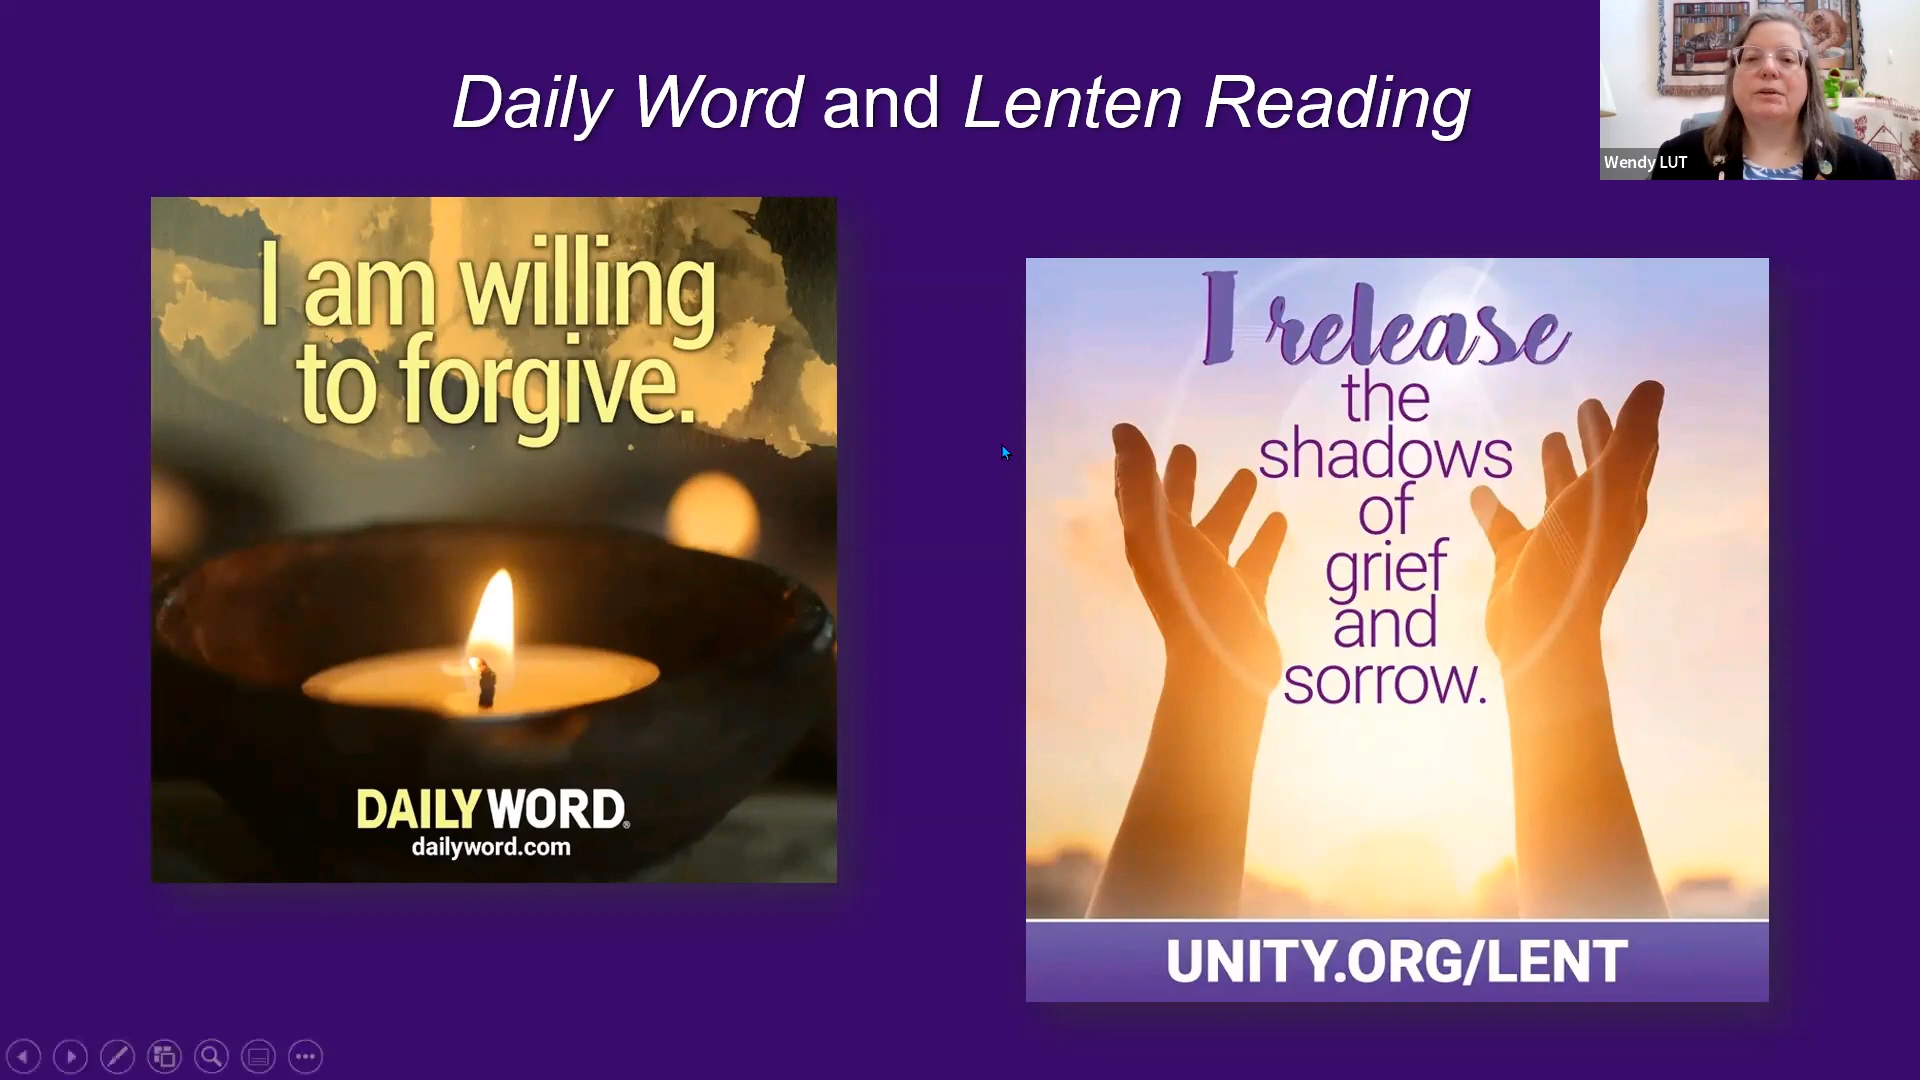 Daily Word and Lenten Reading
Wendy LUT
I am willing
to forgive.
DAILY WORD®
dailyword.com
I release
the
shadows
of
grief
and
sorrow.
UNITY.ORG/LENT